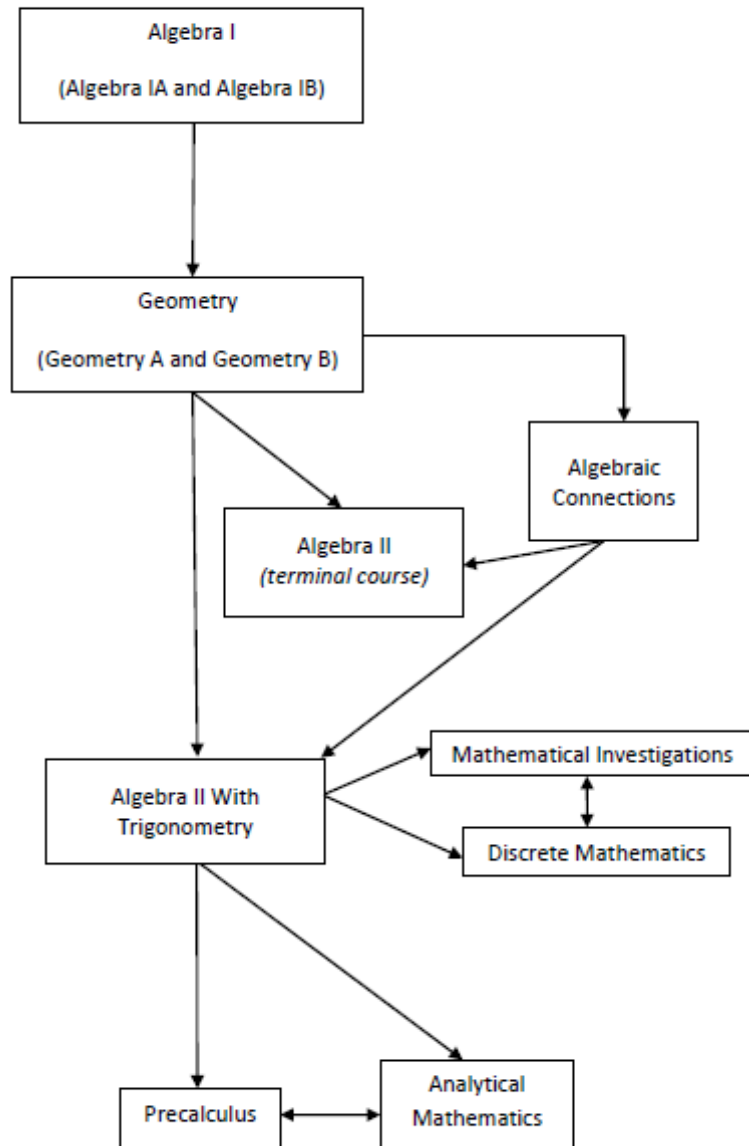 Algebra I
(Algebra IA and Algebra IB)
Geometry
(Geometry A and Geometry B)
Algebraic
Connections
Algebra II
(terminal course)
Mathematical Investigations
Algebra II With
Trigonometry
Discrete Mathematics
Analytical
Mathematics
Precalculus